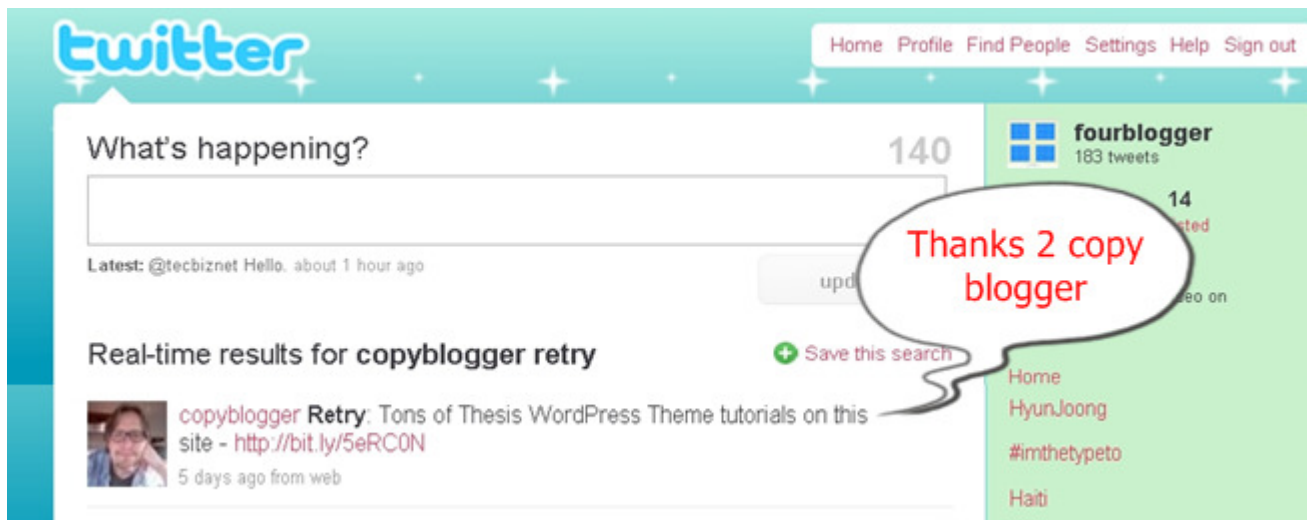 twitter
Home Profile Find People Settings Help Sign out
What's happening?
140
Latest: @tecbiznet Hello. about 1 hour ago
Real-time results for copyblogger retry
Save this search
copyblogger Retry: Tons of Thesis WordPress Theme tutorials on this
site - http://bit.ly/5eRC0N
5 days ago from web
Thanks 2 copy
blogger
fourblogger
183 tweets
14
on
Home
HyunJoong
#imthetypeto
Haiti